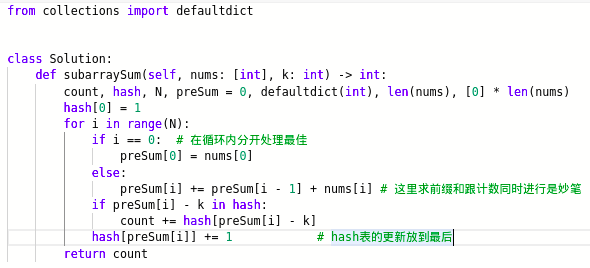 from collections import defaultdict
class Solution:
def subarraySum(self, nums: [int], k: int) -> int:
count, hash, N, preSum = 0, defaultdict(int), len(nums), [0] * len(nums)
hash[0] = 1
for i in range(N):
if i == 0:  # 在循环内分开处理最佳
preSum[0] = nums[0]
else:
preSum[i] += preSum[i - 1] + nums[i] # 这里求前缀和跟计数同时进行是妙笔
if preSum[i] - k in hash:
count += hash[preSum[i] - k]
hash[preSum[i]] += 1            # hash表的更新放到最后
return count